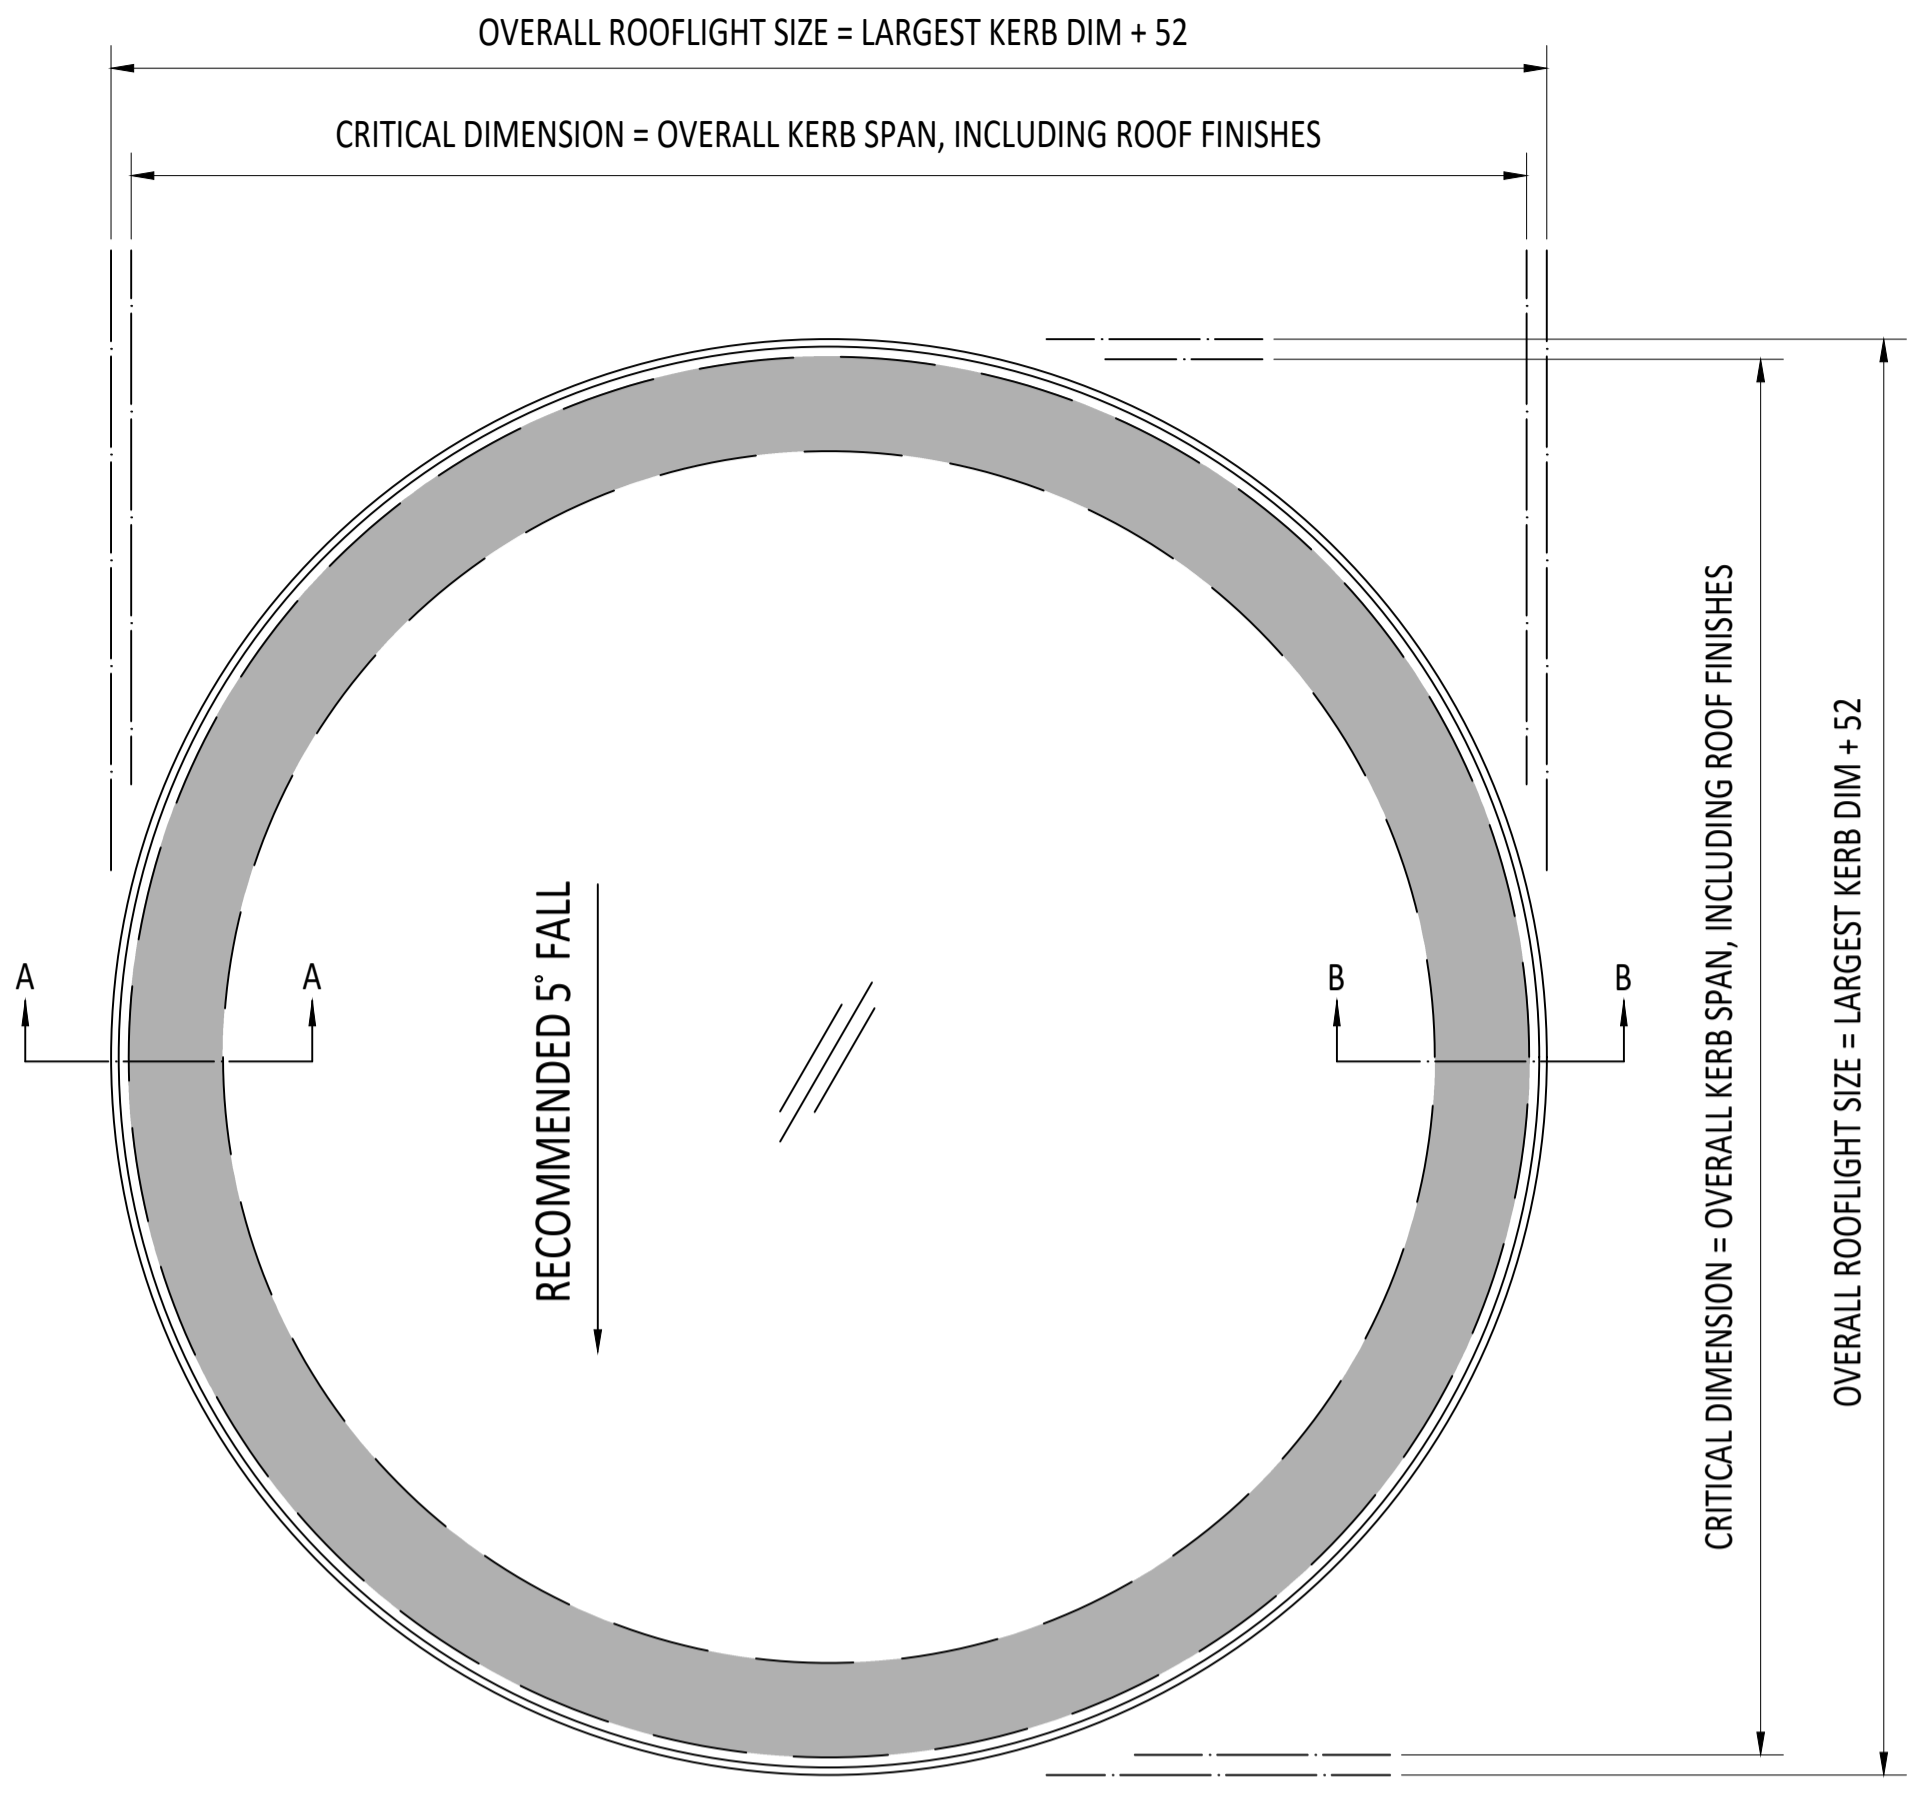 OVERALL ROOFLIGHT SIZE = LARGEST KERB DIM + 52
CRITICAL DIMENSION = OVERALL KERB SPAN, INCLUDING ROOF FINISHES
A
A
RECOMMENDED 5° FALL
B
B
CRITICAL DIMENSION = OVERALL KERB SPAN, INCLUDING ROOF FINISHES
OVERALL ROOFLIGHT SIZE = LARGEST KERB DIM + 52